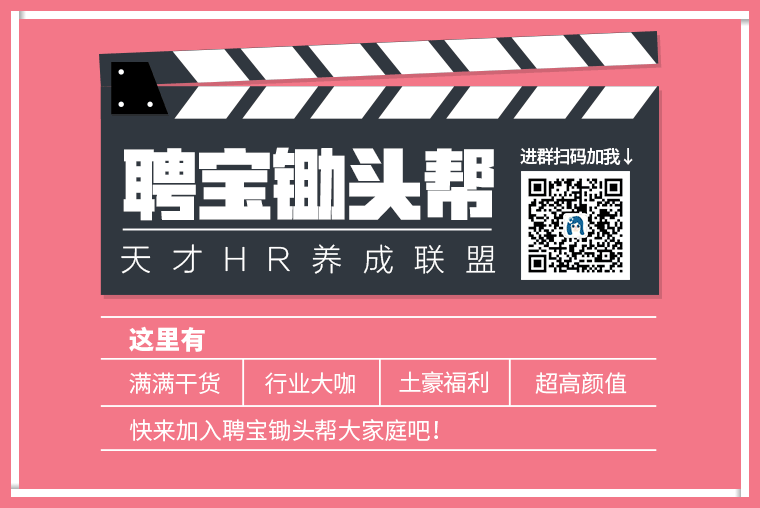 聘宝锄头帮
进群扫码加我↓
天才HR养成联盟
这里有
满满干货 行业大咖 土豪福利 超高颜值
快来加入聘宝锄头帮大家庭吧！